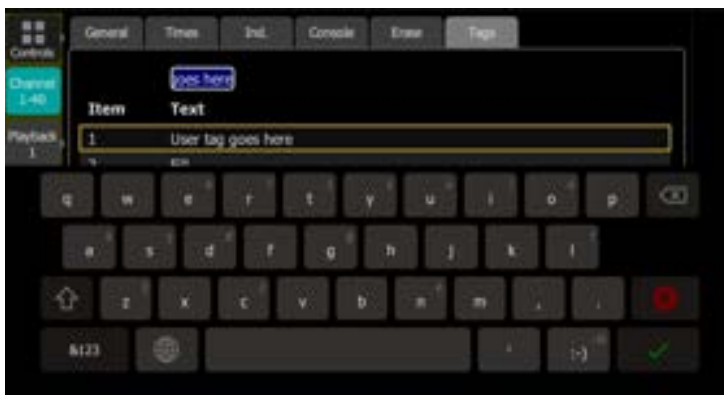 General Times Ind. Console Erase Tags
Controls
Channel
1-40
Playback
1
goes here
Item Text
1 User tag goes here
q w e r t y u i o p
a s d f g h j k l
z x c v b n m , .
&123 ' :-)